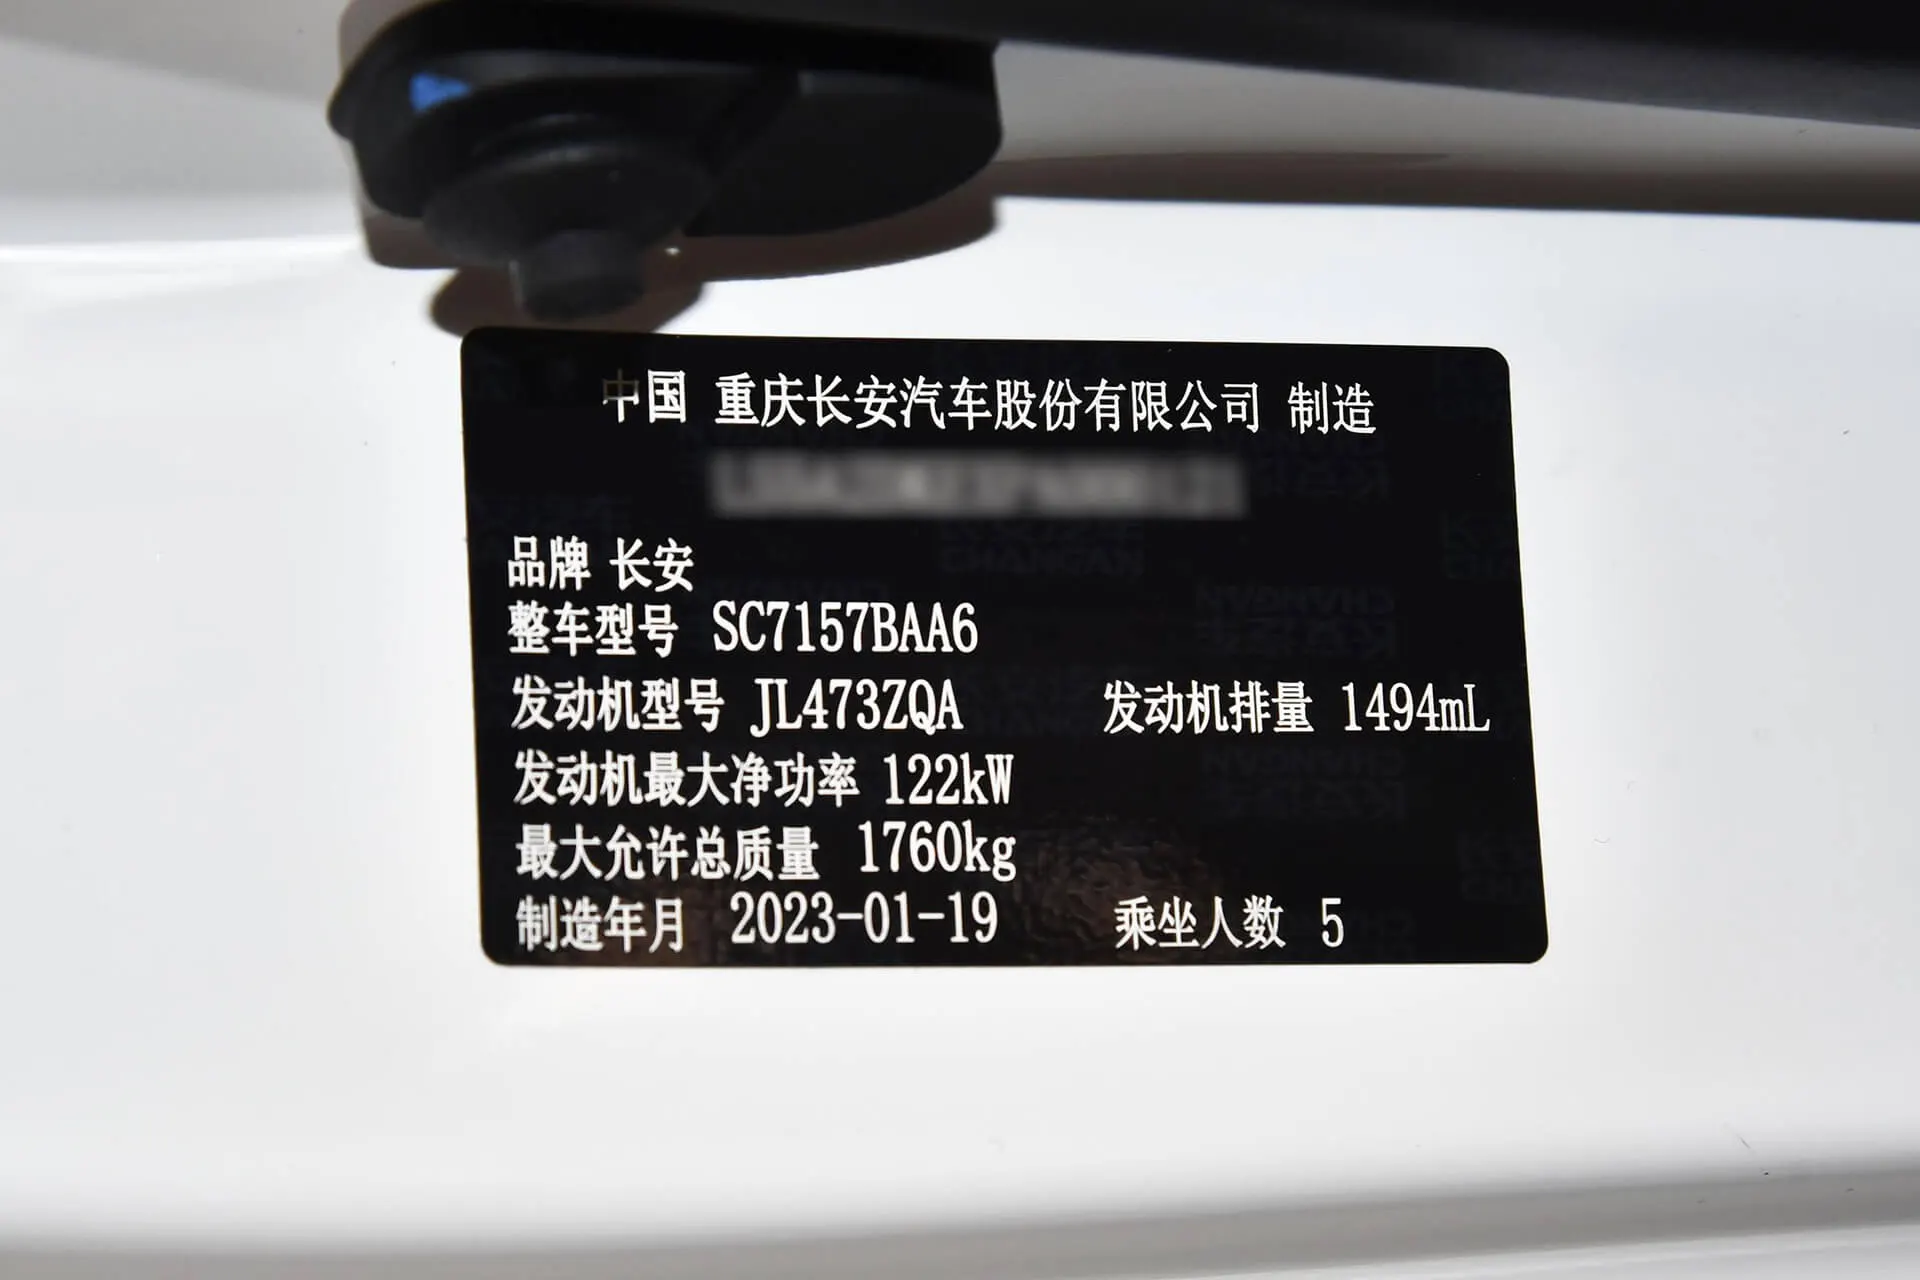 中国 重庆长安汽车股份有限公司 制造
品牌 长安
整车型号 SC7157BAA6
发动机型号 JL473ZQA 发动机排量 1494mL
发动机最大净功率 122kW
最大允许总质量 1760kg
制造年月 2023-01-19 乘坐人数 5